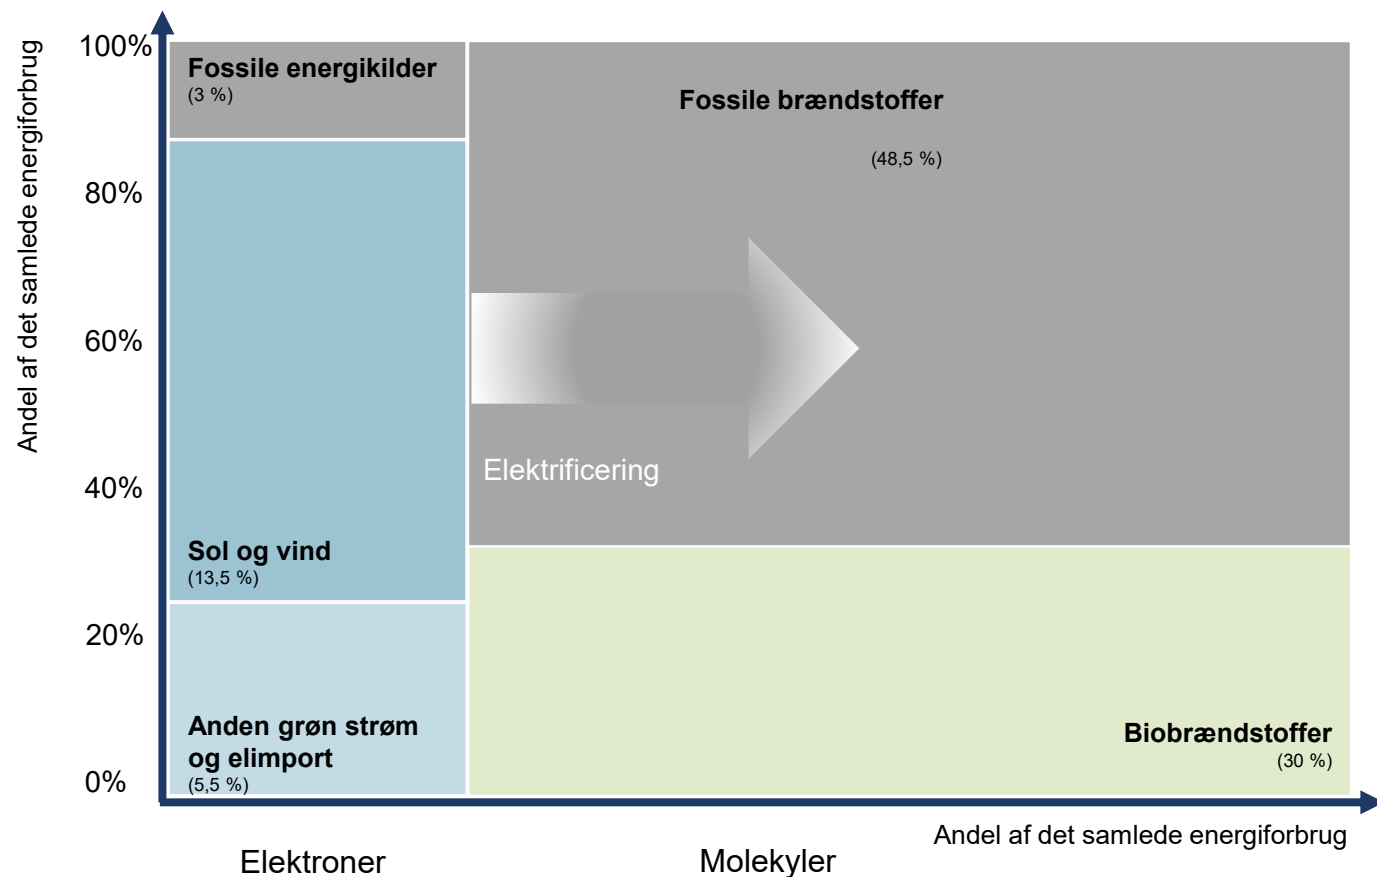 Andel af det samlede energiforbrug
100%
80%
60%
40%
20%
0%
Fossile energikilder
(3 %)
Fossile brændstoffer
(48,5 %)
Elektrificering
Sol og vind
(13,5 %)
Anden grøn strøm
og elimport
(5,5 %)
Biobrændstoffer
(30 %)
Andel af det samlede energiforbrug
Elektroner
Molekyler